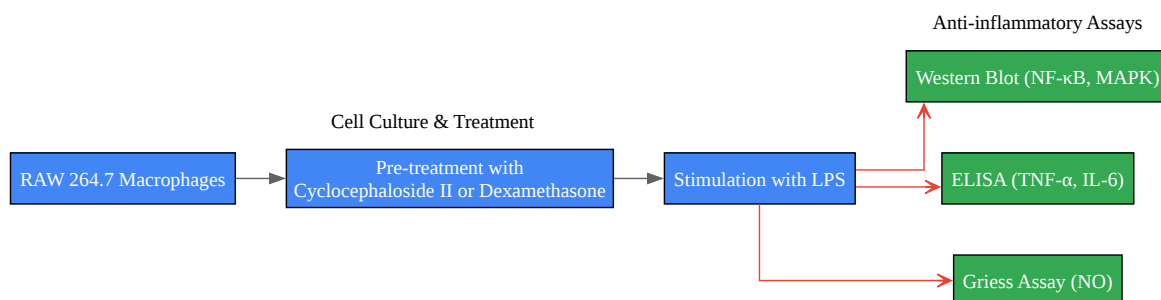 Anti-inflammatory Assays
Western Blot (NF-κB, MAPK)
Cell Culture & Treatment
RAW 264.7 Macrophages
Pre-treatment with
Cyclocephaloside II or Dexamethasone
Stimulation with LPS
ELISA (TNF-α, IL-6)
Griess Assay (NO)